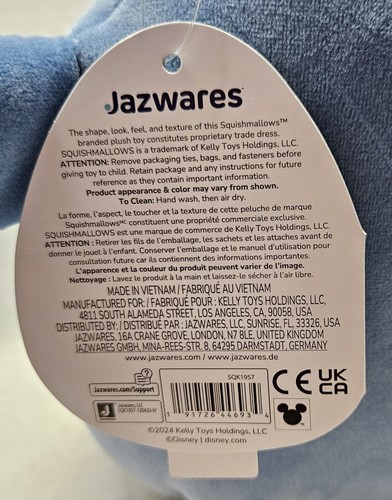 Jazwares
The shape, look, feel, and texture of this Squishmallows™
branded plush toy constitutes proprietary trade dress.
SQUISHMALLOWS is a trademark of Kelly Toys Holdings, LLC.
ATTENTION: Remove packaging ties, bags, and fasteners before
giving toy to child. Retain package and any instructions for future
reference as they contain important information.
Product appearance & color may vary from shown.
To Clean: Hand wash, then air dry.
La forme, l'aspect, le toucher et la texture de cette peluche de marque
Squishmallowsᴹᶜ constituent une propriété commerciale exclusive.
SQUISHMALLOWS est une marque de commerce de Kelly Toys Holdings, LLC.
ATTENTION : Retirer les fils de l'emballage, les sachets et les attaches avant de
donner le jouet à l'enfant. Conserver l'emballage et le manuel d'utilisation pour
consultation future car ils contiennent des informations importantes.
L'apparence et la couleur du produit peuvent varier de l'image.
Nettoyage : Lavez le produit à la main et laissez-le sécher à l'air libre.
MADE IN VIETNAM / FABRIQUÉ AU VIETNAM
MANUFACTURED FOR: / FABRIQUÉ POUR : KELLY TOYS HOLDINGS, LLC,
4811 SOUTH ALAMEDA STREET, LOS ANGELES, CA, 90058, USA
DISTRIBUTED BY: / DISTRIBUÉ PAR : JAZWARES, LLC, SUNRISE, FL, 33326, USA
JAZWARES, 16A CRANE GROVE, LONDON, N7 8LE, UNITED KINGDOM
JAZWARES GMBH, MINA-REES-STR. 8, 64295 DARMSTADT, GERMANY
www.jazwares.com / www.jazwares.de
Jazwares.com/Support
Jazwares, LLC
SQK1957
1 91726 44693 4
CE UK CA
©2024 Kelly Toys Holdings, LLC
©Disney | disney.com